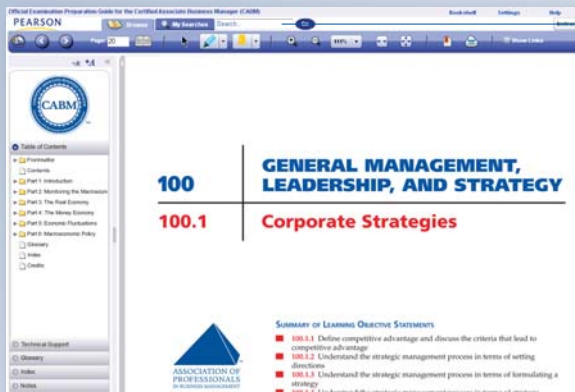 Official Examination Preparation Guide for the Certified Associate Business Manager (CABM)
Bookshelf Settings Help
PEARSON Browse My Searches Search... Go
Page: 20
Show Links
CABM
Table of Contents
Frontmatter
Contents
Part 1: Introduction
Part 2: Monitoring the Macroecon
Part 3: The Real Economy
Part 4: The Money Economy
Part 5: Economic Fluctuations
Part 6: Macroeconomic Policy
Glossary
Index
Credits
Technical Support
Glossary
Index
Notes
100 GENERAL MANAGEMENT,
LEADERSHIP, AND STRATEGY
100.1 Corporate Strategies
ASSOCIATION OF
PROFESSIONALS
IN BUSINESS MANAGEMENT
SUMMARY OF LEARNING OBJECTIVE STATEMENTS
100.1.1 Define competitive advantage and discuss the criteria that lead to
competitive advantage
100.1.2 Understand the strategic management process in terms of setting
directions
100.1.3 Understand the strategic management process in terms of formulating a
strategy